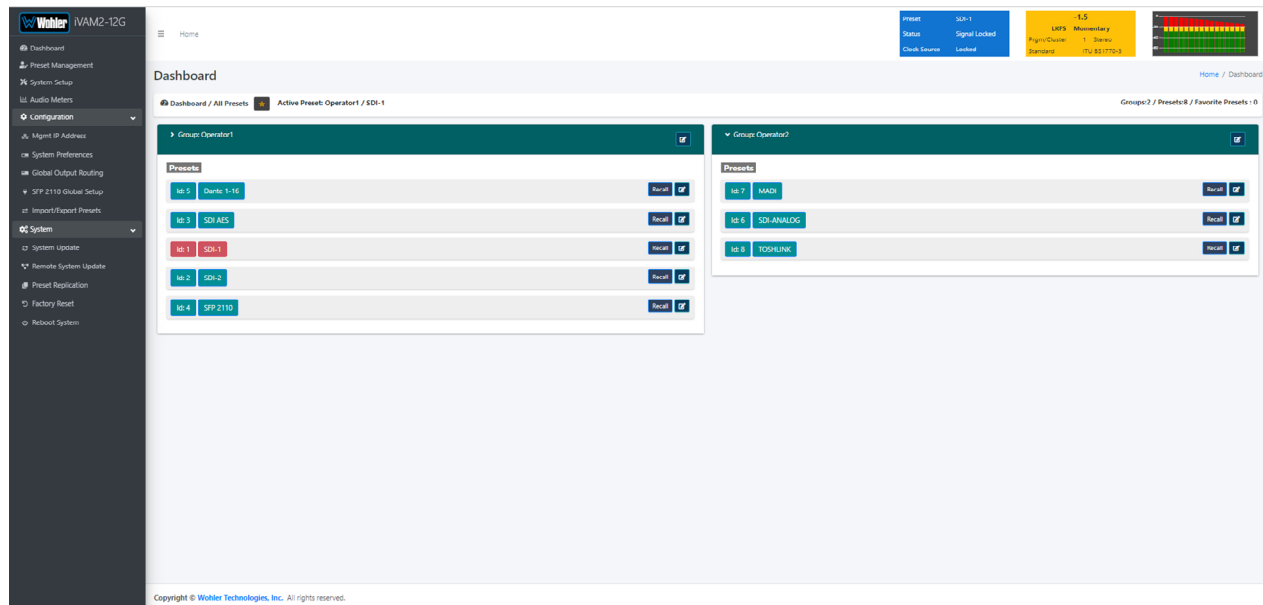 Wohler iVAM2-12G
Dashboard
Preset Management
System Setup
Audio Meters
Configuration
Mgmt IP Address
System Preferences
Global Output Routing
SFP 2110 Global Setup
Import/Export Presets
System
System Update
Remote System Update
Preset Replication
Factory Reset
Reboot System
Home
Preset SDI-1
Status Signal Locked
Clock Source Locked
-1.5
LKFS Momentary
Prgm/Cluster 1 Stereo
Standard ITU BS1770-3
Dashboard
Home / Dashboard
Dashboard / All Presets Active Preset: Operator1 / SDI-1
Groups:2 / Presets:8 / Favorite Presets : 0
Group: Operator1
Presets
Id: 5 Dante 1-16 Recall
Id: 3 SDI AES Recall
Id: 1 SDI-1 Recall
Id: 2 SDI-2 Recall
Id: 4 SFP 2110 Recall
Group: Operator2
Presets
Id: 7 MADI Recall
Id: 6 SDI-ANALOG Recall
Id: 8 TOSHLINK Recall
Copyright © Wohler Technologies, Inc. All rights reserved.